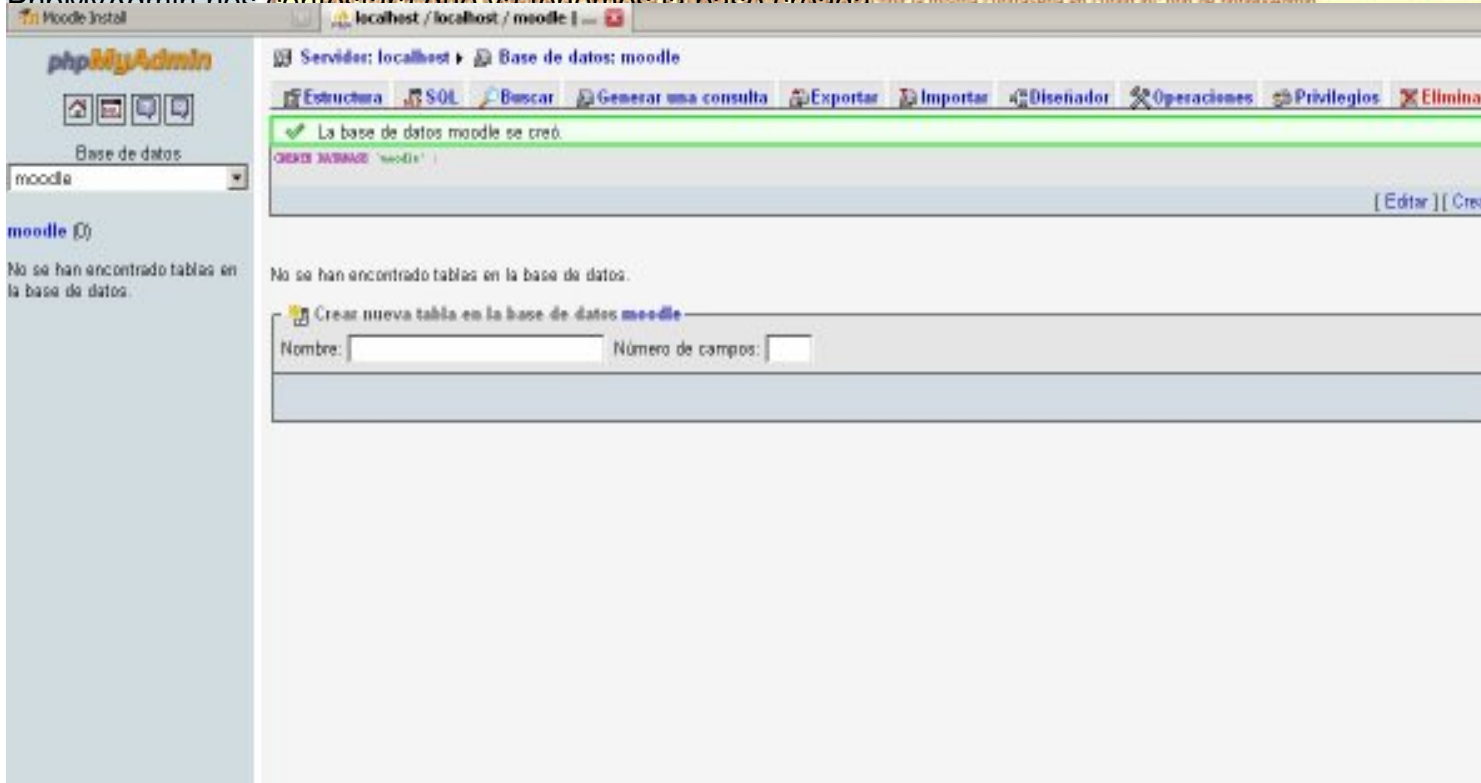 Moodle Install
localhost / localhost / moodle | ...
phpMyAdmin
Base de datos
moodle
moodle (0)
No se han encontrado tablas en
la base de datos.
Servidor: localhost ▸ Base de datos: moodle
Estructura SQL Buscar Generar una consulta Exportar Importar Diseñador Operaciones Privilegios Elimina
La base de datos moodle se creó.
CREATE DATABASE `moodle` ;
[ Editar ] [ Crea
No se han encontrado tablas en la base de datos.
Crear nueva tabla en la base de datos moodle
Nombre: Número de campos: